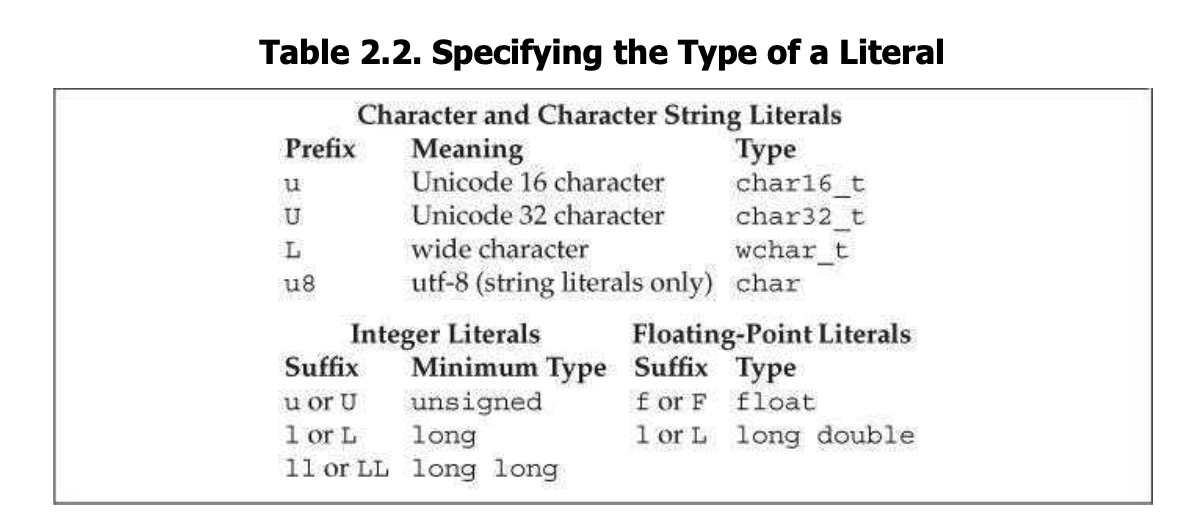 Table 2.2. Specifying the Type of a Literal
Character and Character String Literals
Prefix Meaning Type
u Unicode 16 character char16_t
U Unicode 32 character char32_t
L wide character wchar_t
u8 utf-8 (string literals only) char
Integer Literals Floating-Point Literals
Suffix Minimum Type Suffix Type
u or U unsigned f or F float
l or L long l or L long double
ll or LL long long